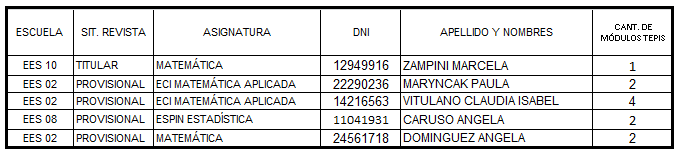 ESCUELA SIT. REVISTA ASIGNATURA DNI APELLIDO Y NOMBRES CANT. DE MÓDULOS TEPIS
EES 10 TITULAR MATEMÁTICA 12949916 ZAMPINI MARCELA 1
EES 02 PROVISIONAL ECI MATEMÁTICA APLICADA 22290236 MARYNCAK PAULA 2
EES 02 PROVISIONAL ECI MATEMÁTICA APLICADA 14216563 VITULANO CLAUDIA ISABEL 4
EES 08 PROVISIONAL ESPIN ESTADÍSTICA 11041931 CARUSO ANGELA 2
EES 02 PROVISIONAL MATEMÁTICA 24561718 DOMINGUEZ ANGELA 2